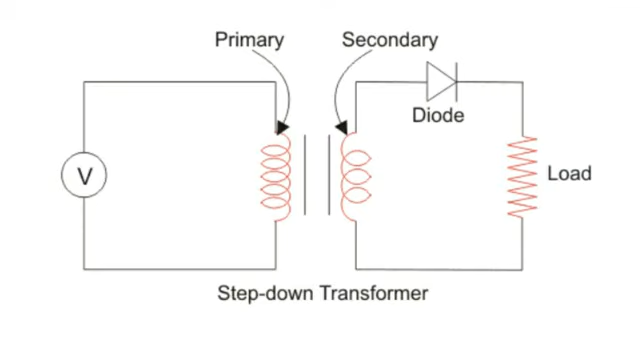 Primary
Secondary
Diode
V
Load
Step-down Transformer